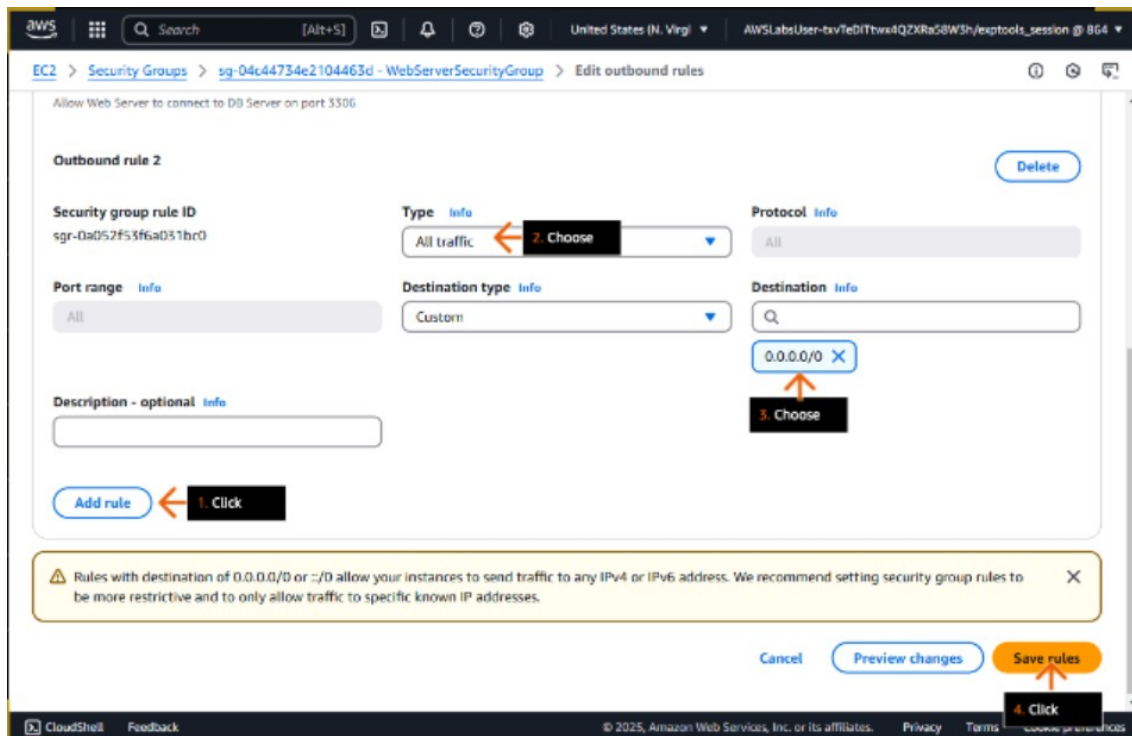 aws
Search [Alt+S] United States (N. Virgi AWSLabsUser-txvTeDiTtwx4QZXRaS8W3h/exptools_session @ 864
EC2 > Security Groups > sg-04c44734e2104463d - WebServerSecurityGroup > Edit outbound rules
Allow Web Server to connect to DB Server on port 3306
Outbound rule 2
Delete
Security group rule ID Type Info Protocol Info
sgr-0a052f53f6a031bc0 All traffic 2. Choose All
Port range Info Destination type Info Destination Info
All Custom
0.0.0.0/0
Description - optional Info
3. Choose
Add rule 1. Click
Rules with destination of 0.0.0.0/0 or ::/0 allow your instances to send traffic to any IPv4 or IPv6 address. We recommend setting security group rules to
be more restrictive and to only allow traffic to specific known IP addresses.
Cancel Preview changes Save rules
4. Click
CloudShell Feedback © 2025, Amazon Web Services, Inc. or its affiliates. Privacy Terms Cookie preferences